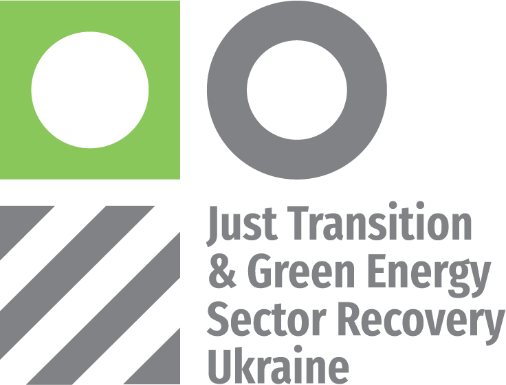 Just Transition
& Green Energy
Sector Recovery
Ukraine